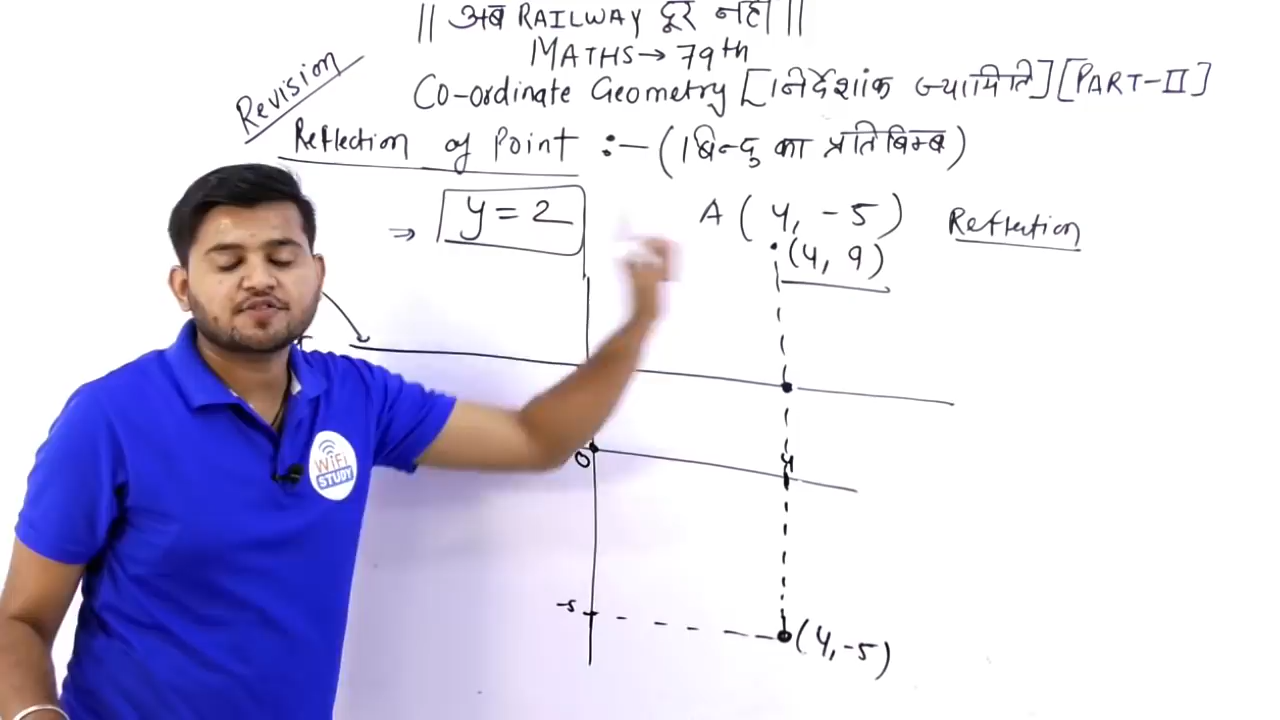 || अब RAILWAY दूर नहीं ||
MATHS → 79th
Revision
Co-ordinate Geometry [निर्देशांक ज्यामिति] [PART-II]
Reflection of Point :- (बिन्दु का प्रतिबिम्ब)
→ y = 2
A (4, -5) Reflection
(4, 9)
0
4
-5
(4, -5)
WiFi
STUDY